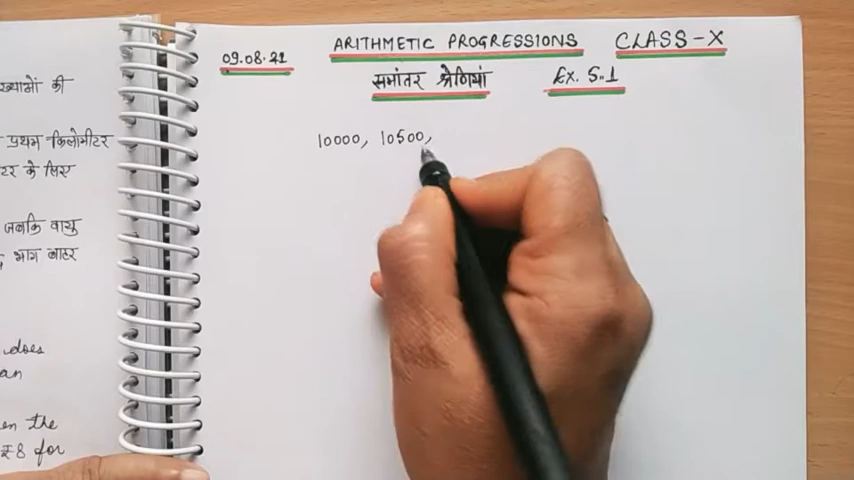 ख्याओं की
प्रथम किलोमीटर
टर के लिए
जबकि वायु
भाग बाहर
does
an
en the
₹8 for
09.08.21
ARITHMETIC PROGRESSIONS CLASS-X
समांतर श्रेणियां Ex. 5.1
10000, 10500,